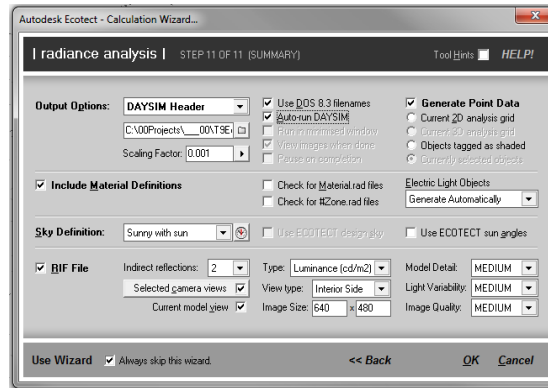 Autodesk Ecotect - Calculation Wizard...
| radiance analysis | STEP 11 OF 11 (SUMMARY) Tool Hints HELP!
Output Options: DAYSIM Header Use DOS 8.3 filenames Generate Point Data
Auto-run DAYSIM Current 2D analysis grid
C:\00Projects\___00\T9E Run in minimised window Current 3D analysis grid
View images when done Objects tagged as shaded
Scaling Factor: 0.001 Pause on completion Currently selected objects
Include Material Definitions Check for Material.rad files Electric Light Objects
Check for #Zone.rad files Generate Automatically
Sky Definition: Sunny with sun Use ECOTECT design sky Use ECOTECT sun angles
RIF File Indirect reflections: 2 Type: Luminance (cd/m2) Model Detail: MEDIUM
Selected camera views View type: Interior Side Light Variability: MEDIUM
Current model view Image Size: 640 x 480 Image Quality: MEDIUM
Use Wizard Always skip this wizard. << Back OK Cancel